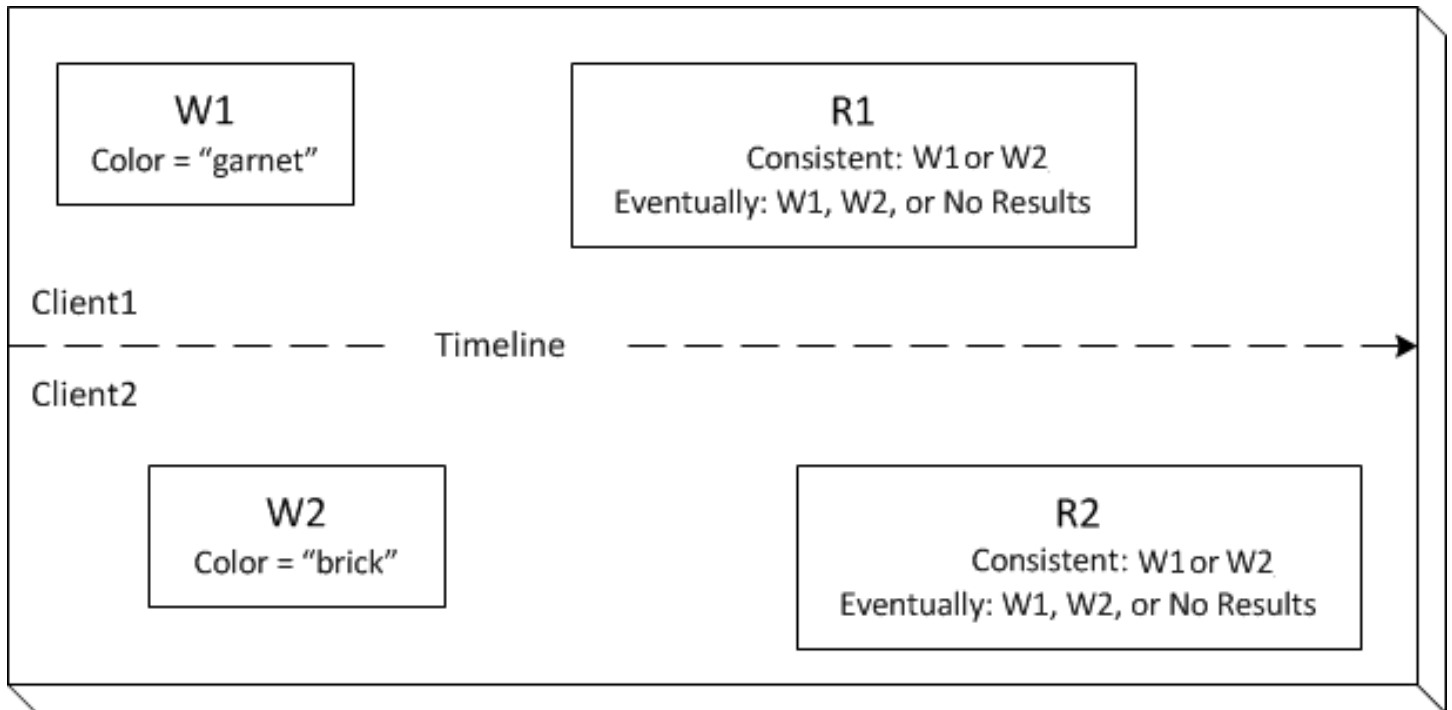 W1
Color = “garnet”
R1
Consistent: W1 or W2
Eventually: W1, W2, or No Results
Client1
Timeline
Client2
W2
Color = “brick”
R2
Consistent: W1 or W2
Eventually: W1, W2, or No Results